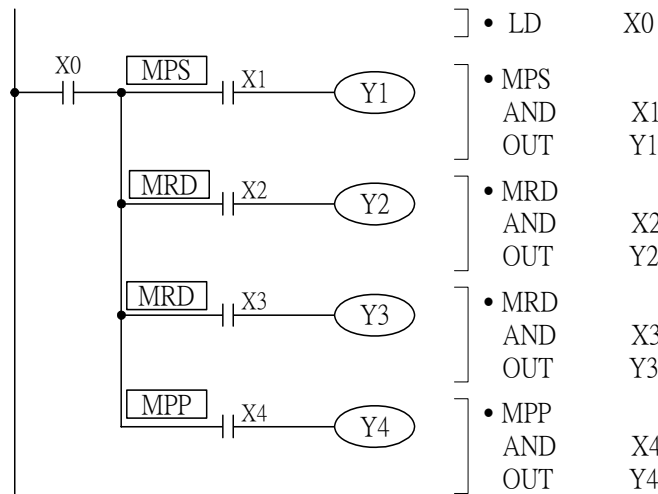 • LD X0
X0
MPS
X1
Y1
• MPS
AND X1
OUT Y1
MRD
X2
Y2
• MRD
AND X2
OUT Y2
MRD
X3
Y3
• MRD
AND X3
OUT Y3
MPP
X4
Y4
• MPP
AND X4
OUT Y4